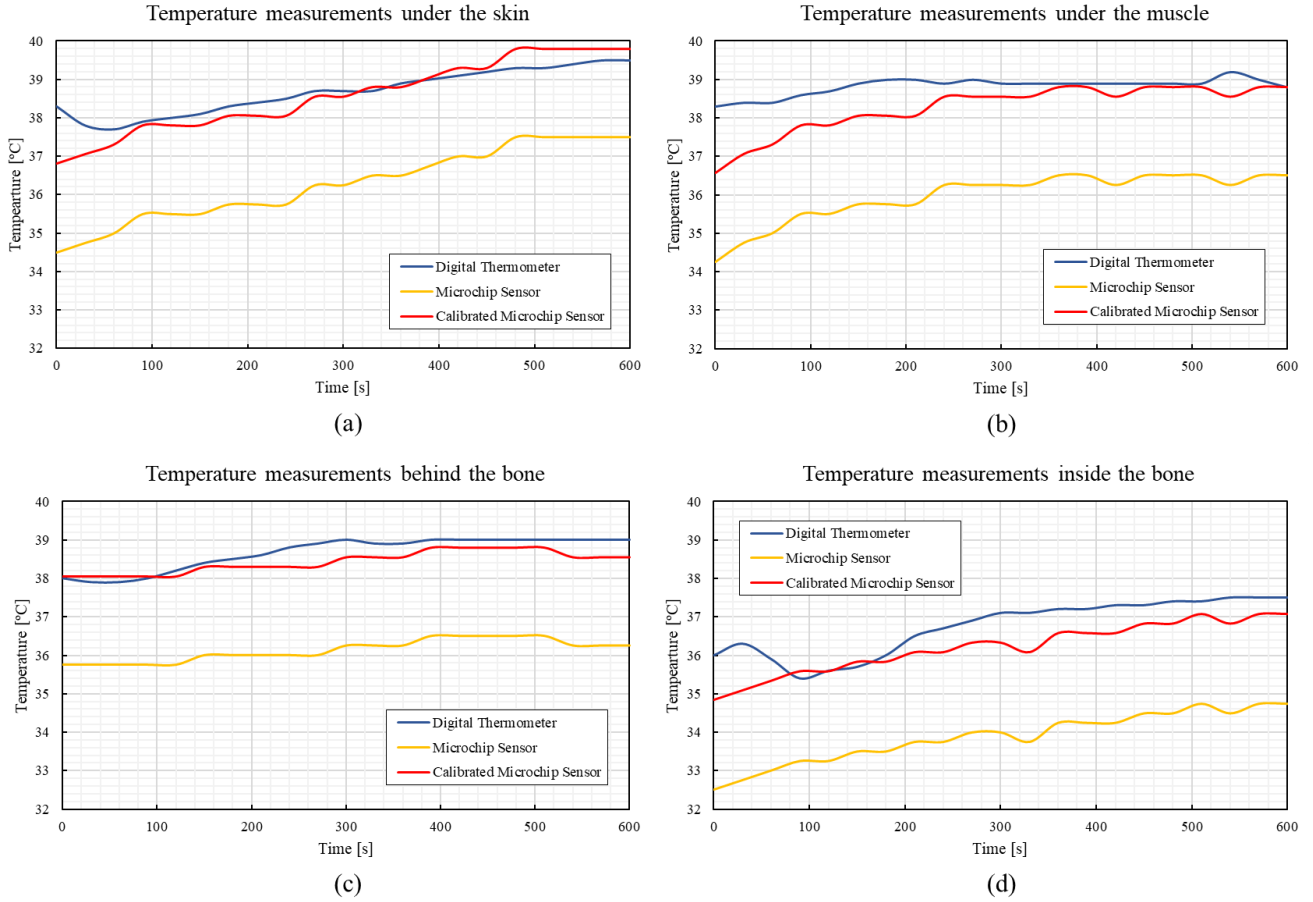 Temperature measurements under the skin
Tempearture [°C]
40
39
38
37
36
35
34
33
32
Digital Thermometer
Microchip Sensor
Calibrated Microchip Sensor
0 100 200 300 400 500 600
Time [s]
(a)
Temperature measurements under the muscle
Temperature [°C]
40
39
38
37
36
35
34
33
32
Digital Thermometer
Microchip Sensor
Calibrated Microchip Sensor
0 100 200 300 400 500 600
Time [s]
(b)
Temperature measurements behind the bone
Temperature [°C]
40
39
38
37
36
35
34
33
32
Digital Thermometer
Microchip Sensor
Calibrated Microchip Sensor
0 100 200 300 400 500 600
Time [s]
(c)
Temperature measurements inside the bone
Tempearture [°C]
40
39
38
37
36
35
34
33
32
Digital Thermometer
Microchip Sensor
Calibrated Microchip Sensor
0 100 200 300 400 500 600
Time [s]
(d)